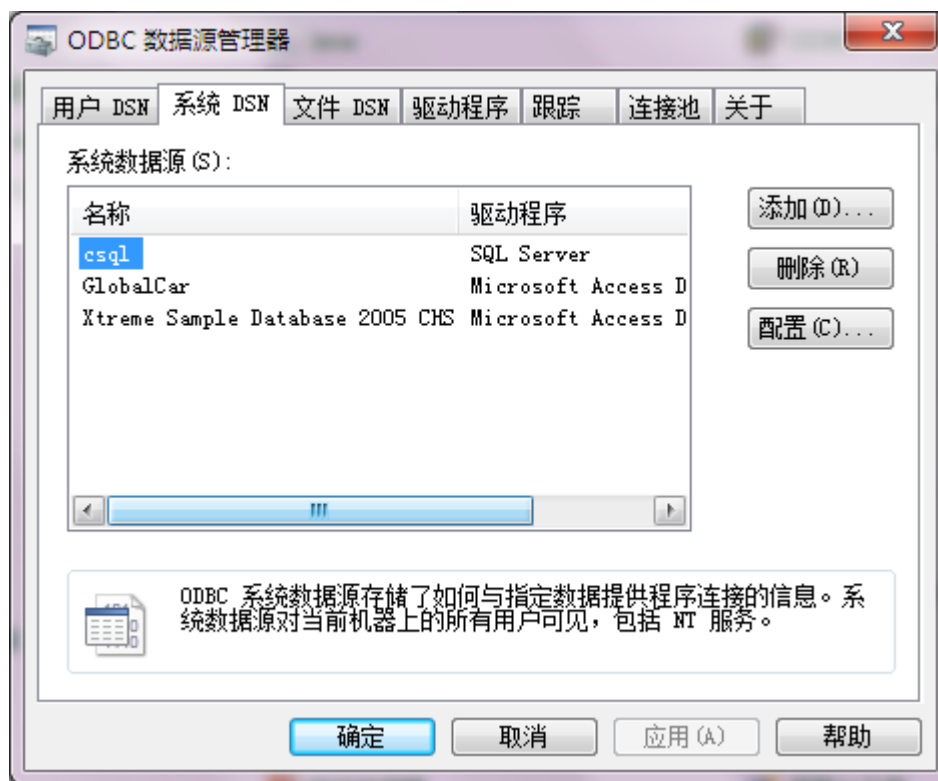 ODBC 数据源管理器
用户 DSN 系统 DSN 文件 DSN 驱动程序 跟踪 连接池 关于
系统数据源(S):
名称 驱动程序
csql SQL Server
GlobalCar Microsoft Access D
Xtreme Sample Database 2005 CHS Microsoft Access D
添加(D)...
删除(R)
配置(C)...
ODBC 系统数据源存储了如何与指定数据提供程序连接的信息。系
统数据源对当前机器上的所有用户可见，包括 NT 服务。
确定 取消 应用(A) 帮助